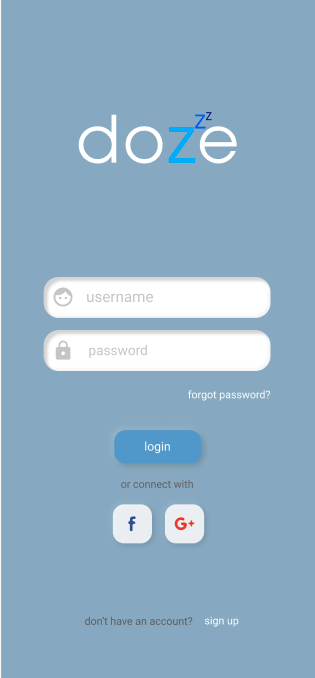 dozezz
username
password
forgot password?
login
or connect with
f
G+
don't have an account? sign up